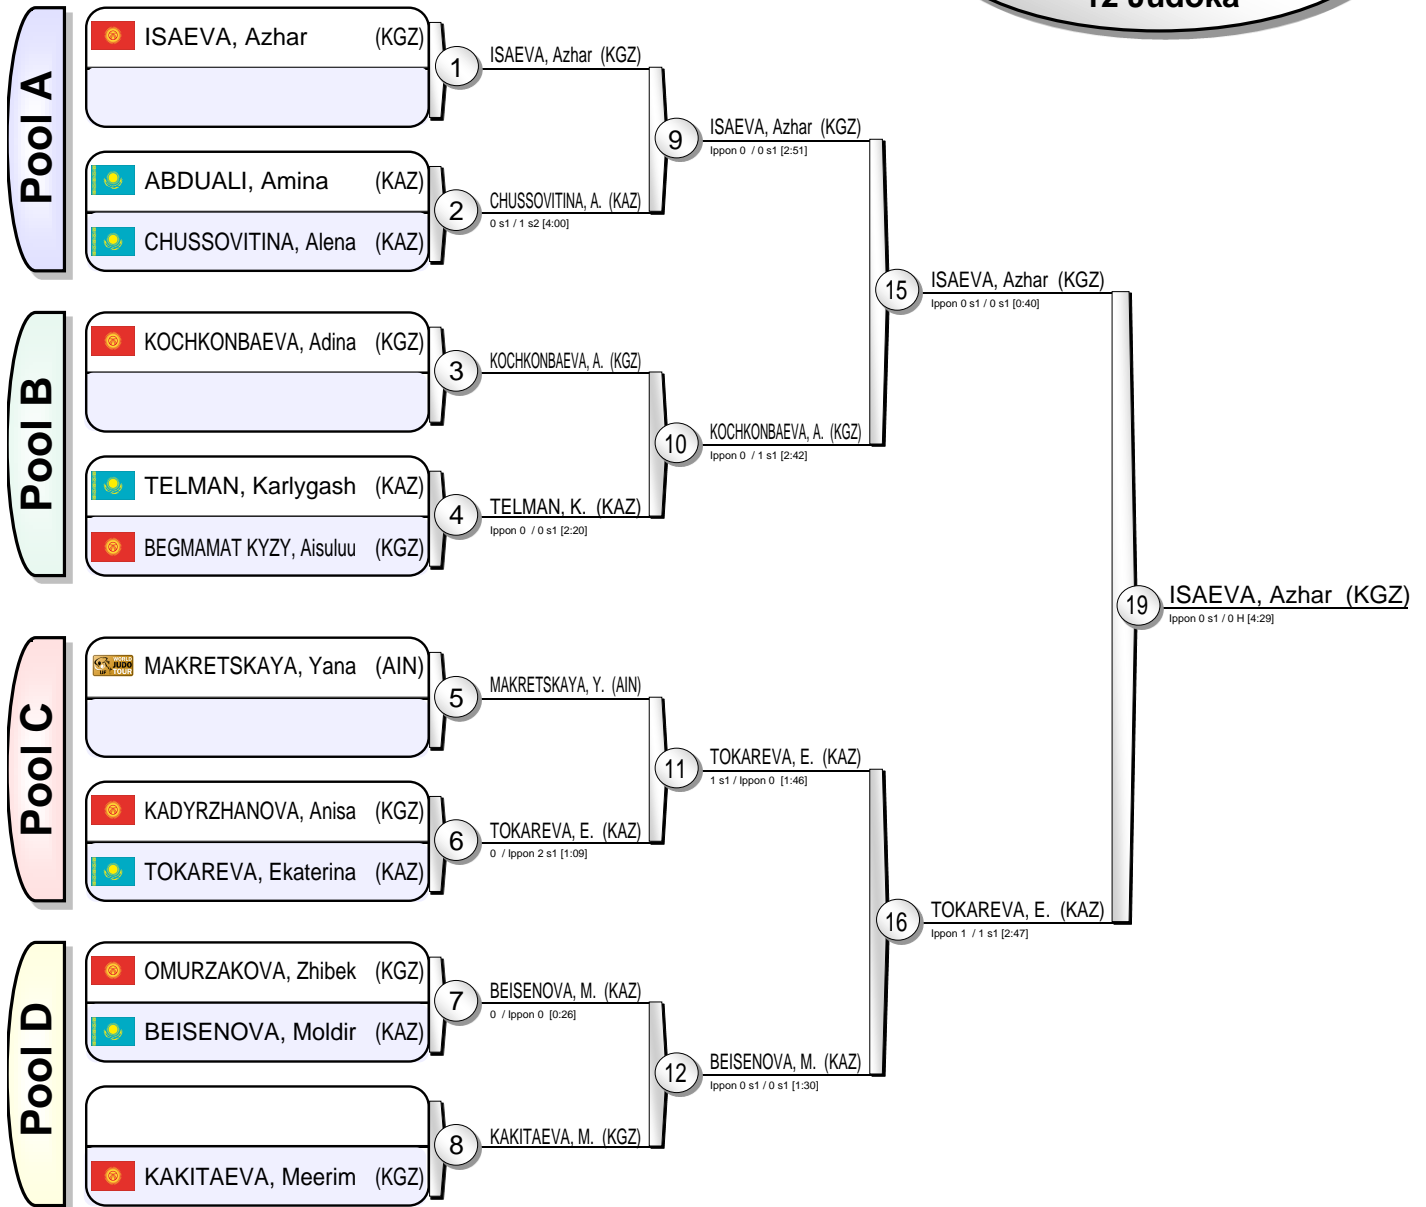 12 Judoka
Pool A
ISAEVA, Azhar (KGZ)
1
ISAEVA, Azhar (KGZ)
ABDUALI, Amina (KAZ)
CHUSSOVITINA, Alena (KAZ)
2
CHUSSOVITINA, A. (KAZ)
0 s1 / 1 s2 [4:00]
9
ISAEVA, Azhar (KGZ)
Ippon 0 / 0 s1 [2:51]
Pool B
KOCHKONBAEVA, Adina (KGZ)
3
KOCHKONBAEVA, A. (KGZ)
TELMAN, Karlygash (KAZ)
BEGMAMAT KYZY, Aisuluu (KGZ)
4
TELMAN, K. (KAZ)
Ippon 0 / 0 s1 [2:20]
10
KOCHKONBAEVA, A. (KGZ)
Ippon 0 / 1 s1 [2:42]
15
ISAEVA, Azhar (KGZ)
Ippon 0 s1 / 0 s1 [0:40]
Pool C
WORLD
JUDO
TOUR
MAKRETSKAYA, Yana (AIN)
5
MAKRETSKAYA, Y. (AIN)
KADYRZHANOVA, Anisa (KGZ)
TOKAREVA, Ekaterina (KAZ)
6
TOKAREVA, E. (KAZ)
0 / Ippon 2 s1 [1:09]
11
TOKAREVA, E. (KAZ)
1 s1 / Ippon 0 [1:46]
Pool D
OMURZAKOVA, Zhibek (KGZ)
BEISENOVA, Moldir (KAZ)
7
BEISENOVA, M. (KAZ)
0 / Ippon 0 [0:26]
KAKITAEVA, Meerim (KGZ)
8
KAKITAEVA, M. (KGZ)
12
BEISENOVA, M. (KAZ)
Ippon 0 s1 / 0 s1 [1:30]
16
TOKAREVA, E. (KAZ)
Ippon 1 / 1 s1 [2:47]
19
ISAEVA, Azhar (KGZ)
Ippon 0 s1 / 0 H [4:29]